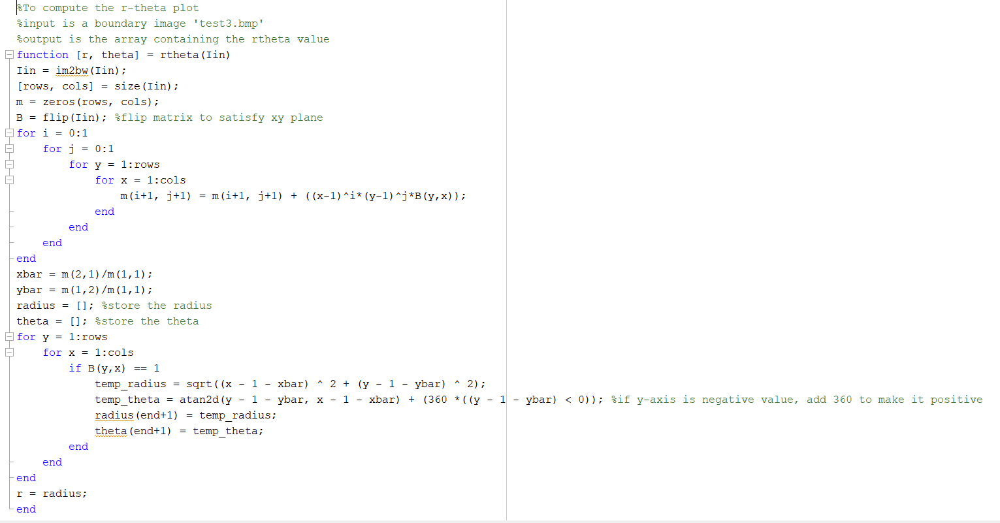 %To compute the r-theta plot
%input is a boundary image 'test3.bmp'
%output is the array containing the rtheta value
function [r, theta] = rtheta(Iin)
Iin = im2bw(Iin);
[rows, cols] = size(Iin);
m = zeros(rows, cols);
B = flip(Iin); %flip matrix to satisfy xy plane
for i = 0:1
    for j = 0:1
        for y = 1:rows
            for x = 1:cols
                m(i+1, j+1) = m(i+1, j+1) + ((x-1)^i*(y-1)^j*B(y,x));
            end
        end
    end
end
xbar = m(2,1)/m(1,1);
ybar = m(1,2)/m(1,1);
radius = []; %store the radius
theta = []; %store the theta
for y = 1:rows
    for x = 1:cols
        if B(y,x) == 1
            temp_radius = sqrt((x - 1 - xbar) ^ 2 + (y - 1 - ybar) ^ 2);
            temp_theta = atan2d(y - 1 - ybar, x - 1 - xbar) + (360 *((y - 1 - ybar) < 0)); %if y-axis is negative value, add 360 to make it positive
            radius(end+1) = temp_radius;
            theta(end+1) = temp_theta;
        end
    end
end
r = radius;
end